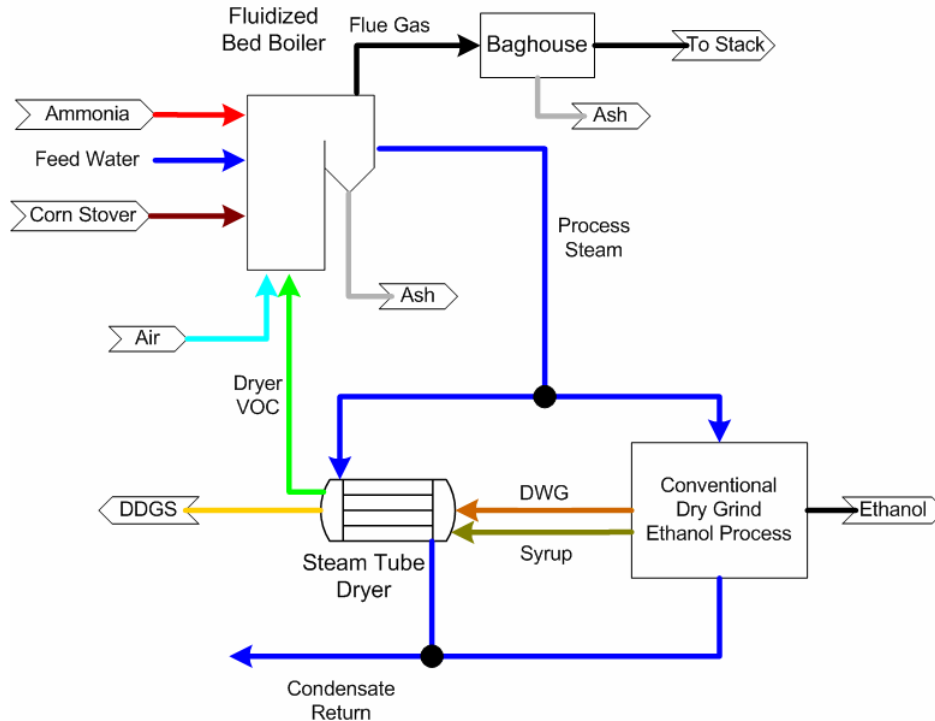 Fluidized
Bed Boiler
Flue Gas
Baghouse
To Stack
Ammonia
Ash
Feed Water
Corn Stover
Process
Steam
Ash
Air
Dryer
VOC
DDGS
DWG
Conventional
Dry Grind
Ethanol Process
Ethanol
Syrup
Steam Tube
Dryer
Condensate
Return